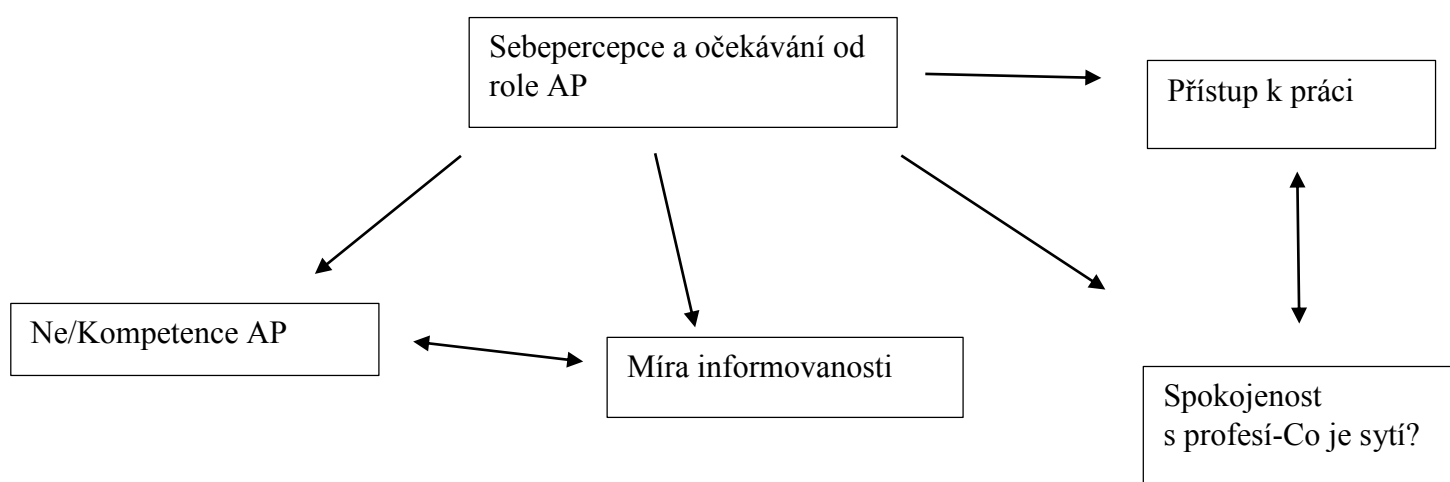 Sebepercepce a očekávání od
role AP
Přístup k práci
Ne/Kompetence AP
Míra informovanosti
Spokojenost
s profesí-Co je sytí?